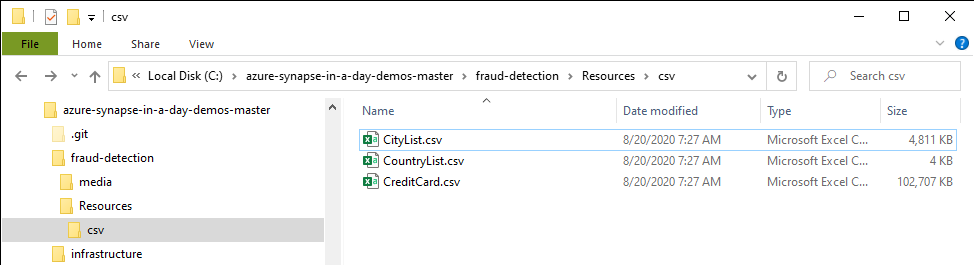 csv
File Home Share View
« Local Disk (C:) › azure-synapse-in-a-day-demos-master › fraud-detection › Resources › csv Search csv
azure-synapse-in-a-day-demos-master
.git
fraud-detection
media
Resources
csv
infrastructure
Name Date modified Type Size
CityList.csv 8/20/2020 7:27 AM Microsoft Excel C... 4,811 KB
CountryList.csv 8/20/2020 7:27 AM Microsoft Excel C... 4 KB
CreditCard.csv 8/20/2020 7:27 AM Microsoft Excel C... 102,707 KB